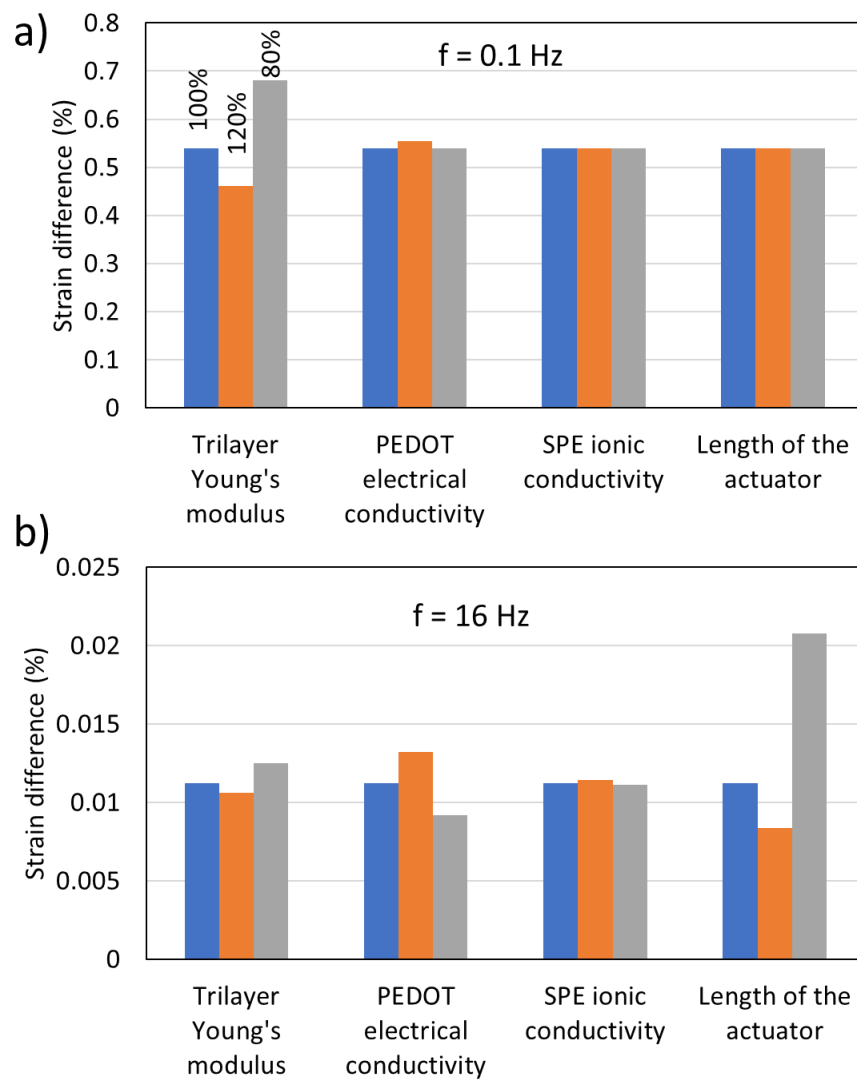 a)
f = 0.1 Hz
Strain difference (%)
0.8
0.7
0.6
0.5
0.4
0.3
0.2
0.1
0
100%
120%
80%
Trilayer
Young's
modulus
PEDOT
electrical
conductivity
SPE ionic
conductivity
Length of the
actuator
b)
f = 16 Hz
Strain difference (%)
0.025
0.02
0.015
0.01
0.005
0
Trilayer
Young's
modulus
PEDOT
electrical
conductivity
SPE ionic
conductivity
Length of the
actuator